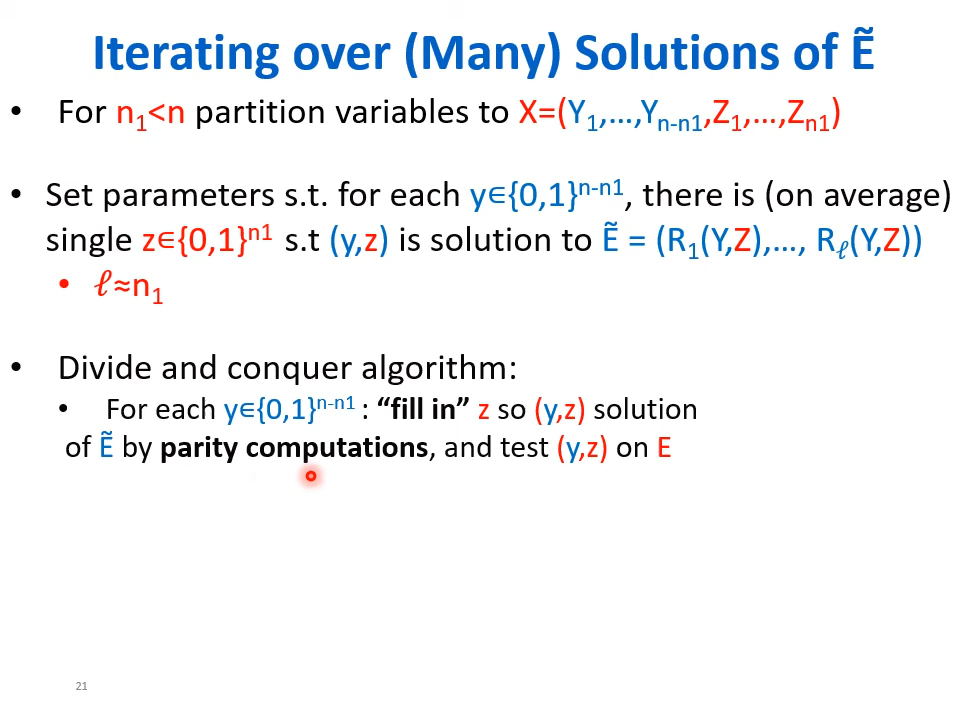 Iterating over (Many) Solutions of Ẽ
• For n₁<n partition variables to X=(Y₁,…,Yₙ₋ₙ₁,Z₁,…,Zₙ₁)
• Set parameters s.t. for each y∈{0,1}ⁿ⁻ⁿ¹, there is (on average)
single z∈{0,1}ⁿ¹ s.t (y,z) is solution to Ẽ = (R₁(Y,Z),…, Rℓ(Y,Z))
• ℓ≈n₁
• Divide and conquer algorithm:
• For each y∈{0,1}ⁿ⁻ⁿ¹ : “fill in” z so (y,z) solution
of Ẽ by parity computations, and test (y,z) on E
21